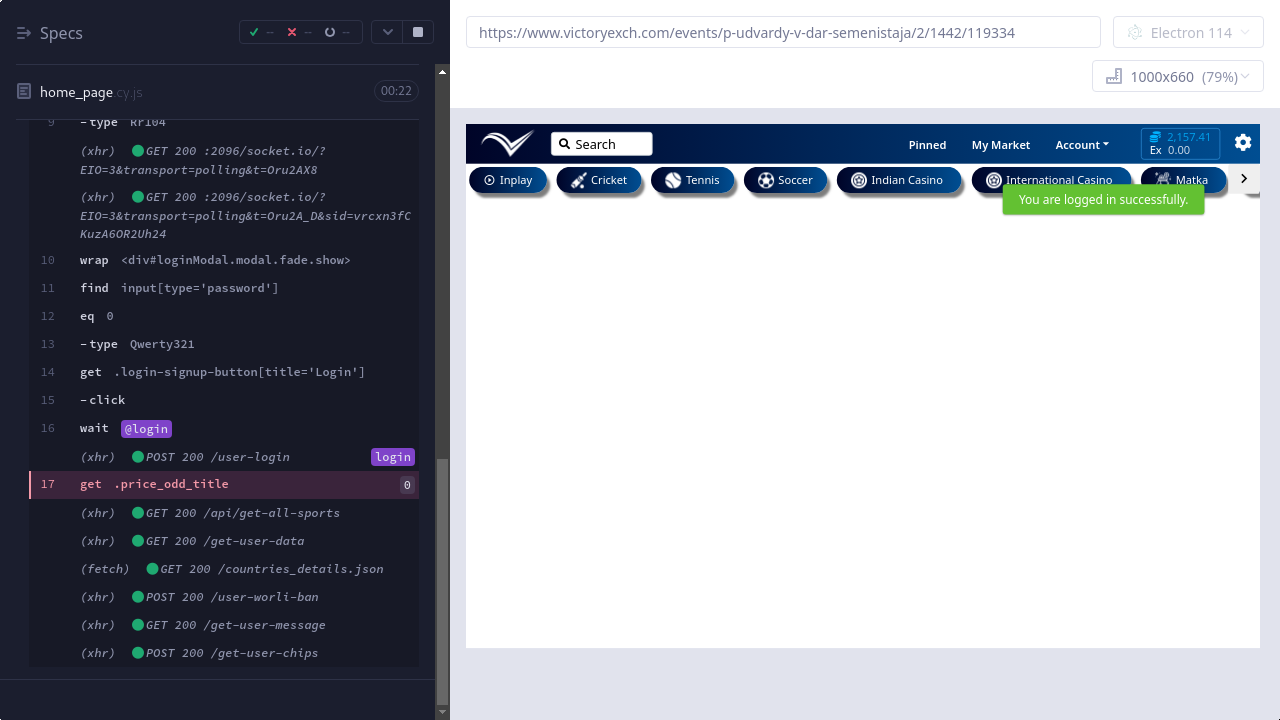 Specs
--
--
--
home_page.cy.js
00:22
9 -type Rr104
(xhr) GET 200 :2096/socket.io/?
EIO=3&transport=polling&t=Oru2AX8
(xhr) GET 200 :2096/socket.io/?
EIO=3&transport=polling&t=Oru2A_D&sid=vrcxn3fC
KuzA6OR2Uh24
10 wrap <div#loginModal.modal.fade.show>
11 find input[type='password']
12 eq 0
13 -type Qwerty321
14 get .login-signup-button[title='Login']
15 -click
16 wait @login
(xhr) POST 200 /user-login login
17 get .price_odd_title 0
(xhr) GET 200 /api/get-all-sports
(xhr) GET 200 /get-user-data
(fetch) GET 200 /countries_details.json
(xhr) POST 200 /user-worli-ban
(xhr) GET 200 /get-user-message
(xhr) POST 200 /get-user-chips
https://www.victoryexch.com/events/p-udvardy-v-dar-semenistaja/2/1442/119334
Electron 114
1000x660 (79%)
Search
Pinned
My Market
Account
2,157.41
Ex 0.00
Inplay
Cricket
Tennis
Soccer
Indian Casino
International Casino
Matka
You are logged in successfully.